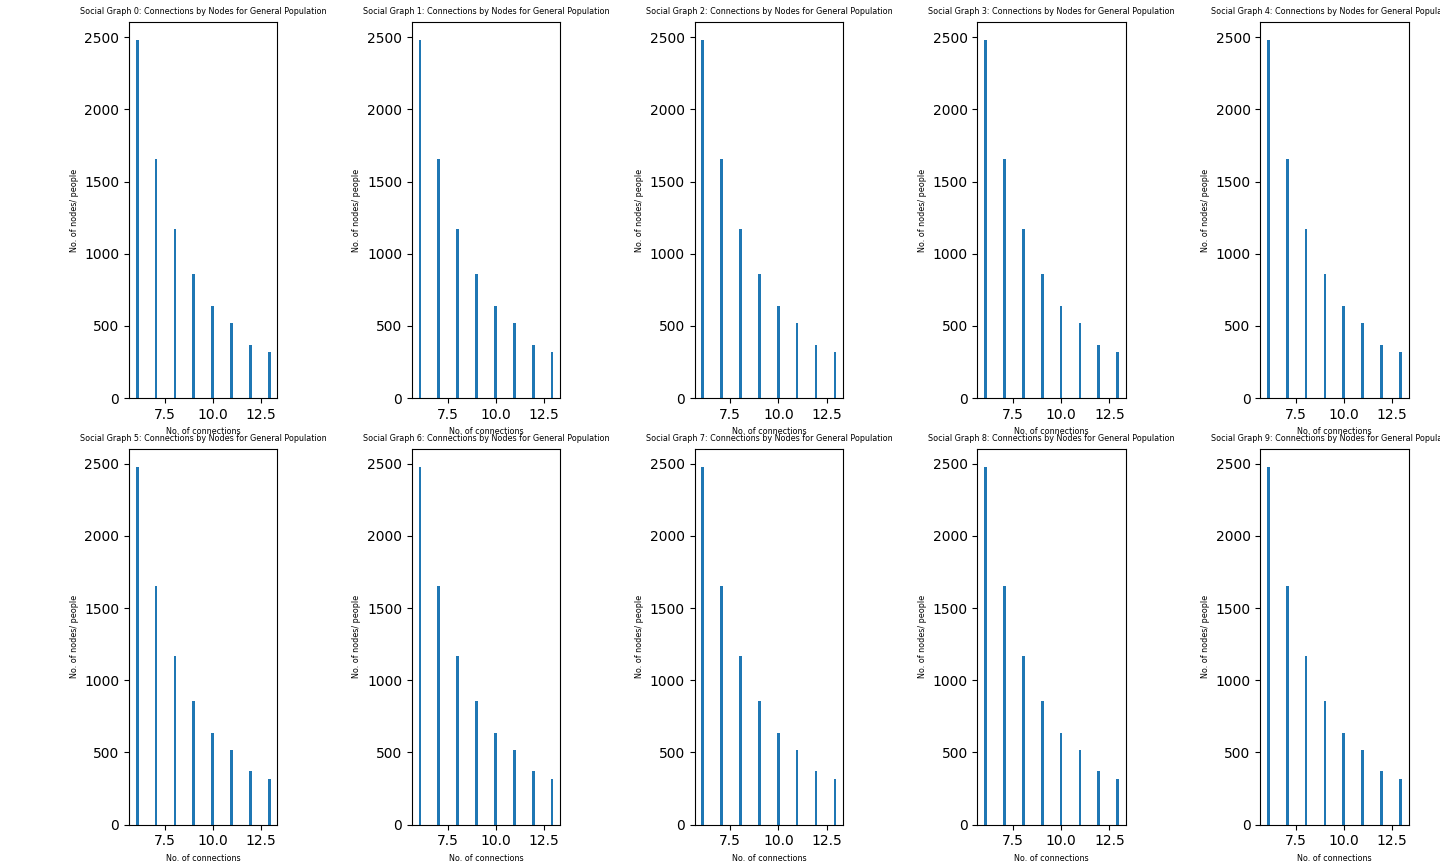 Social Graph 0: Connections by Nodes for General Population
Social Graph 1: Connections by Nodes for General Population
Social Graph 2: Connections by Nodes for General Population
Social Graph 3: Connections by Nodes for General Population
Social Graph 4: Connections by Nodes for General Popula
2500 2500 2500 2500 2500
2000 2000 2000 2000 2000
1500 1500 1500 1500 1500
No. of nodes/ people
No. of nodes/ people
No. of nodes/ people
No. of nodes/ people
No. of nodes/ people
1000 1000 1000 1000 1000
500 500 500 500 500
0 0 0 0 0
7.5 10.0 12.5 7.5 10.0 12.5 7.5 10.0 12.5 7.5 10.0 12.5 7.5 10.0 12.5
No. of connections
No. of connections
No. of connections
No. of connections
No. of connections
Social Graph 5: Connections by Nodes for General Population
Social Graph 6: Connections by Nodes for General Population
Social Graph 7: Connections by Nodes for General Population
Social Graph 8: Connections by Nodes for General Population
Social Graph 9: Connections by Nodes for General Popula
2500 2500 2500 2500 2500
2000 2000 2000 2000 2000
1500 1500 1500 1500 1500
No. of nodes/ people
No. of nodes/ people
No. of nodes/ people
No. of nodes/ people
No. of nodes/ people
1000 1000 1000 1000 1000
500 500 500 500 500
0 0 0 0 0
7.5 10.0 12.5 7.5 10.0 12.5 7.5 10.0 12.5 7.5 10.0 12.5 7.5 10.0 12.5
No. of connections
No. of connections
No. of connections
No. of connections
No. of connections